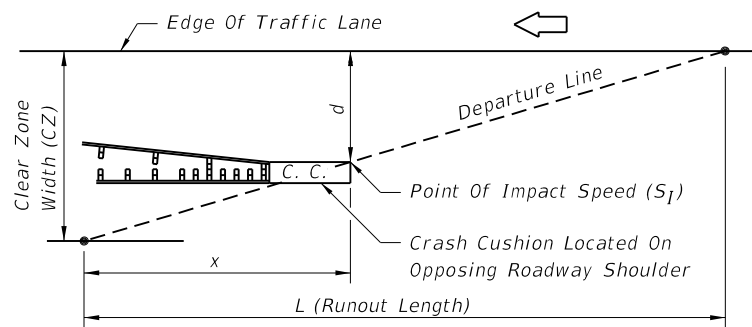 Edge Of Traffic Lane
Departure Line
d
Clear Zone
Width (CZ)
C. C.
Point Of Impact Speed (SI)
Crash Cushion Located On
Opposing Roadway Shoulder
x
L (Runout Length)